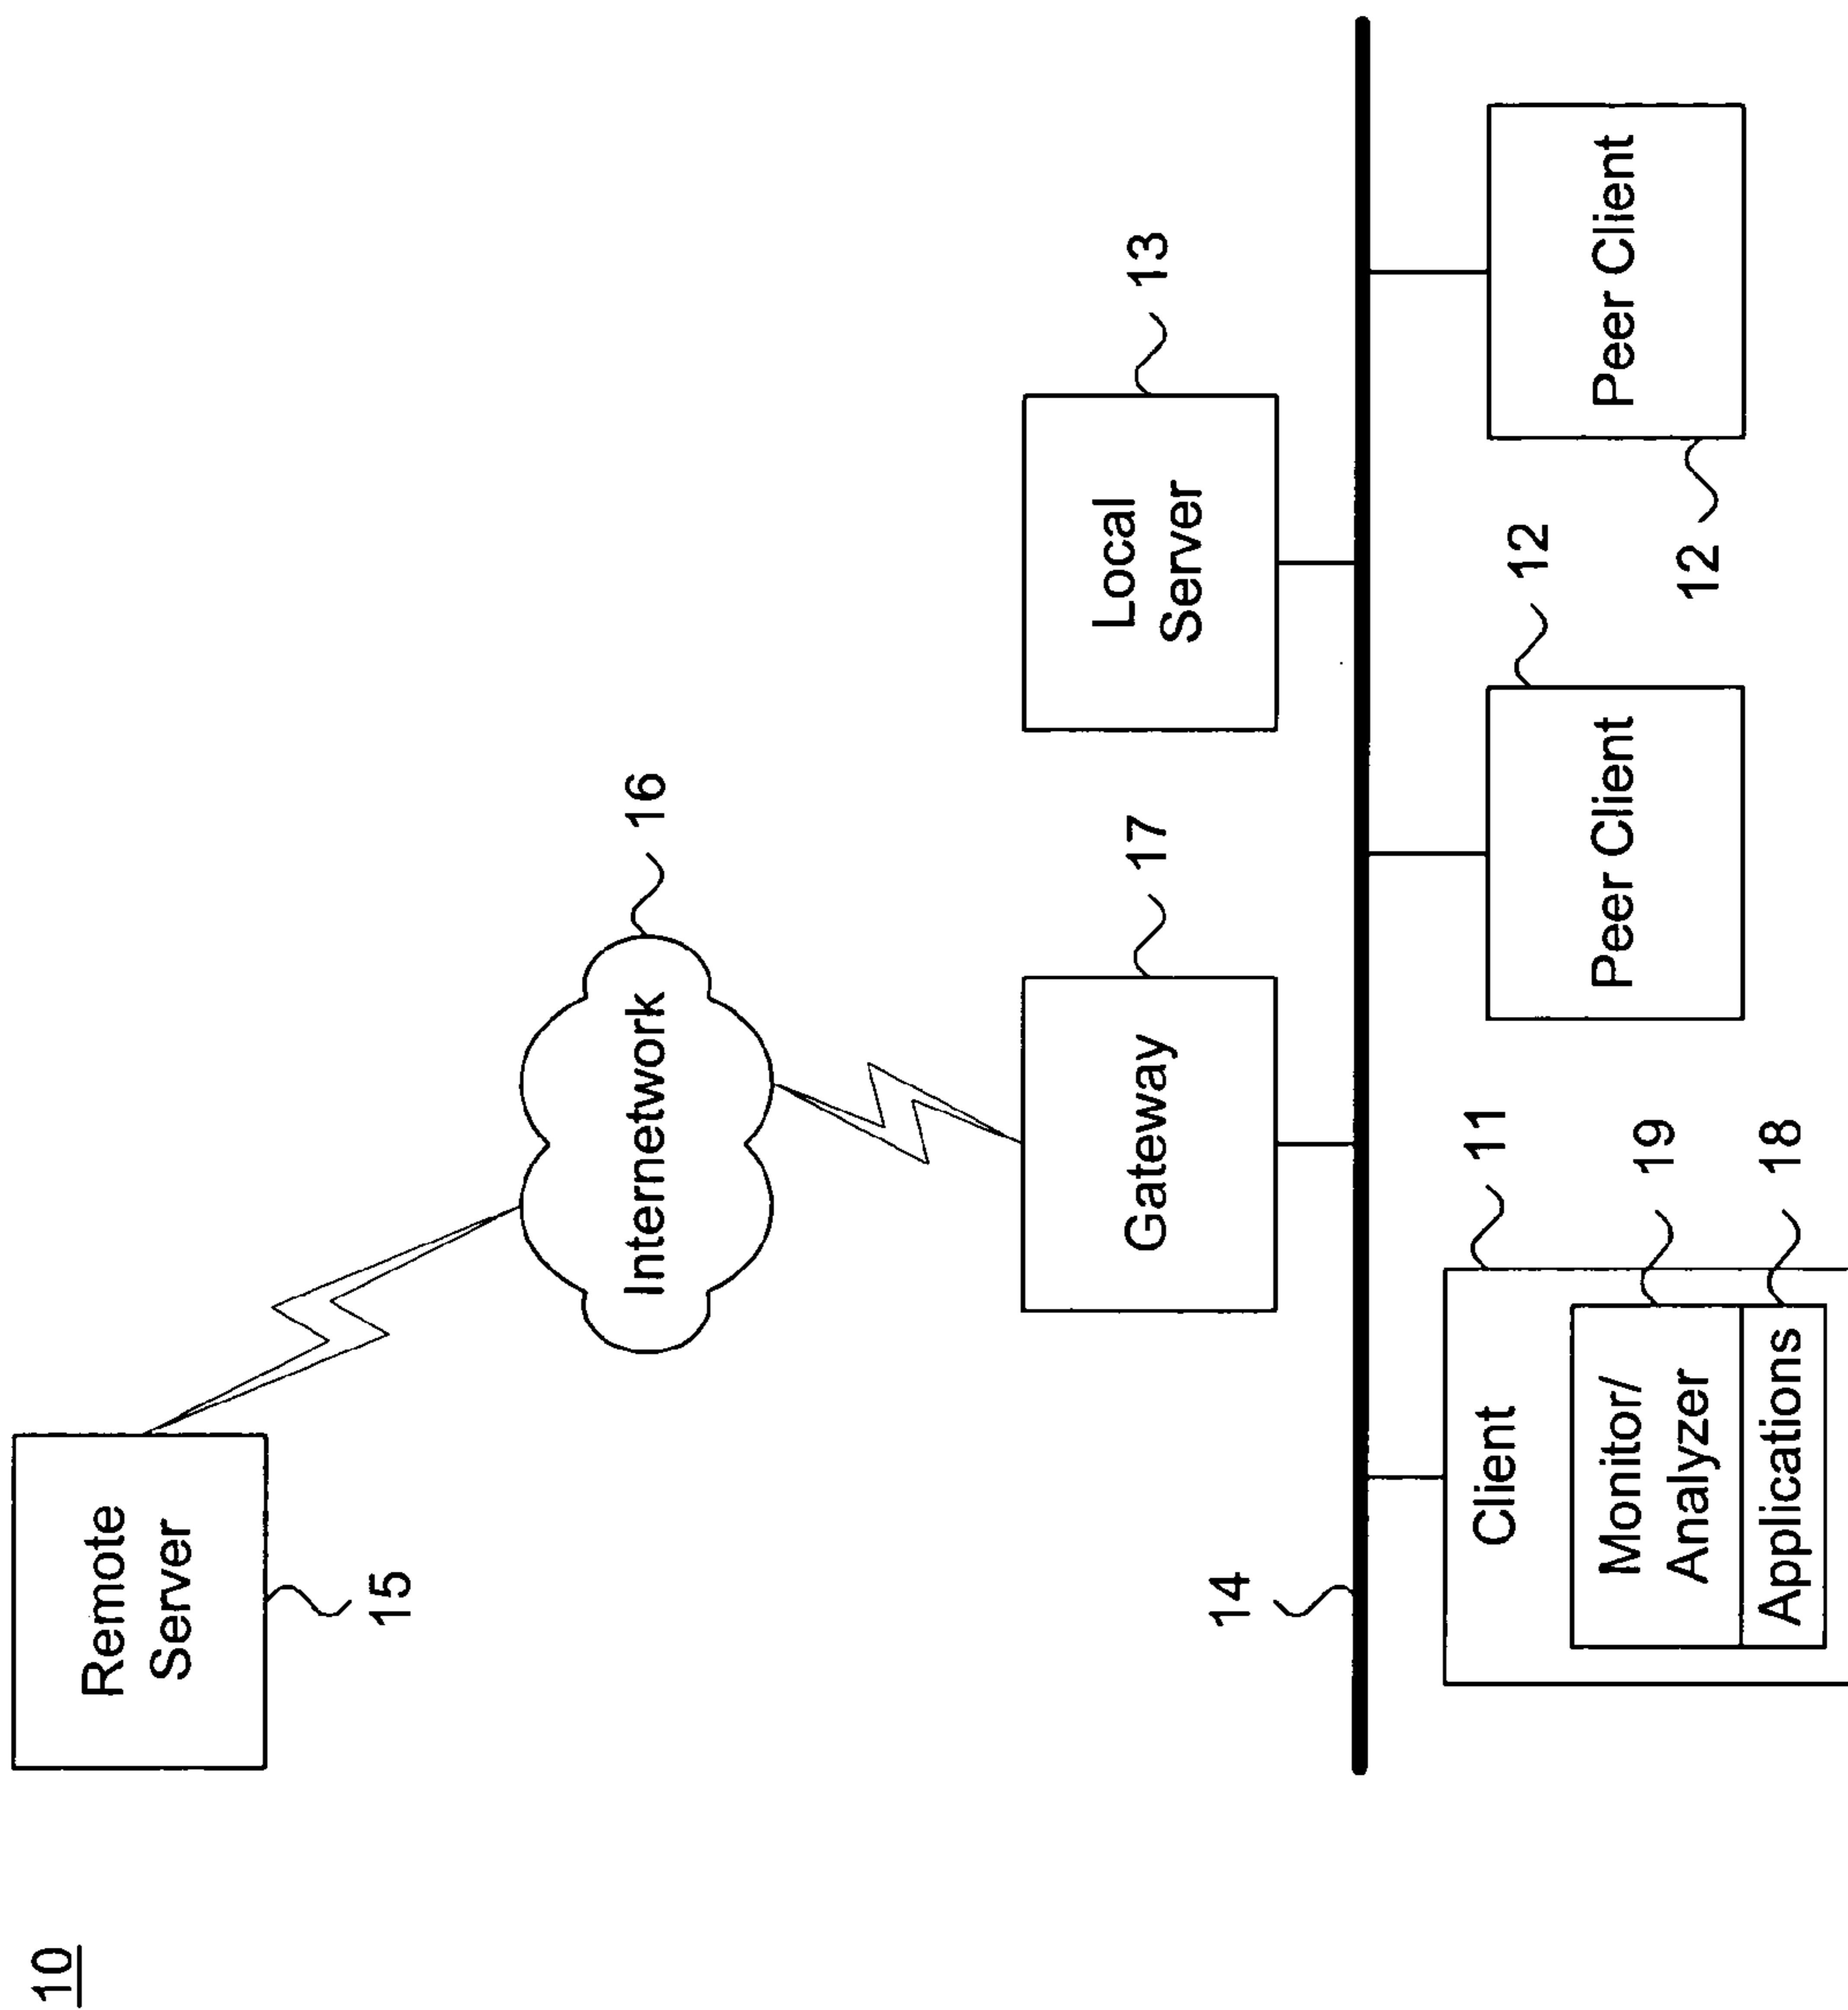 10
Remote
Server
15
Internetwork
16
Gateway
17
Local
Server
13
14
Client
11
Monitor/
Analyzer
19
Applications
18
Peer Client
12
Peer Client
12